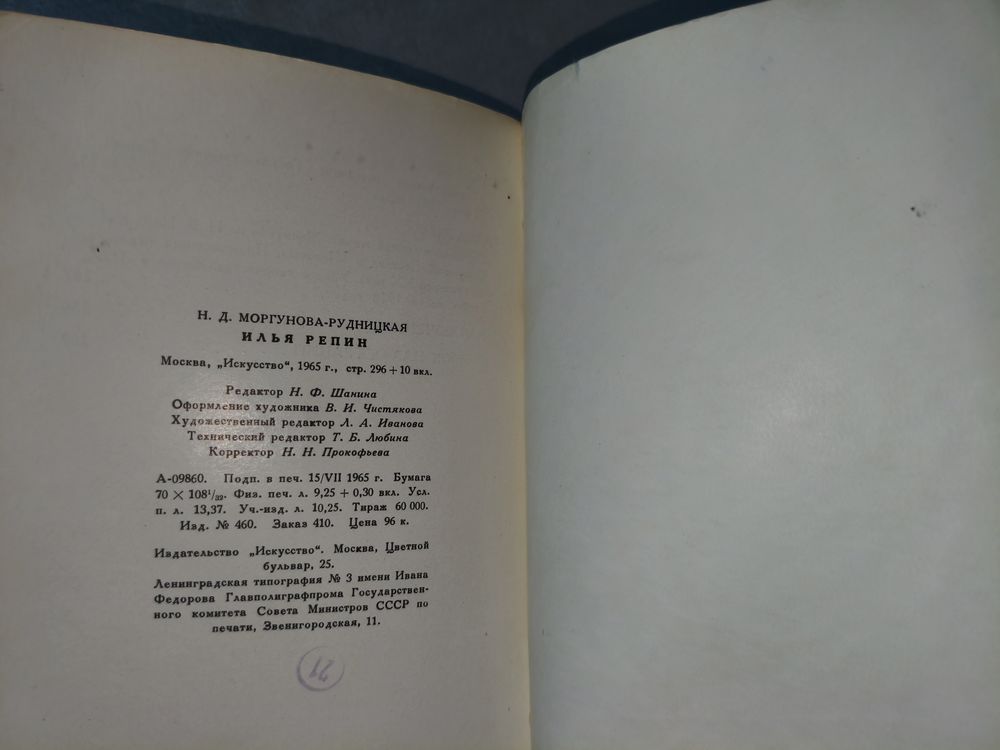 Н. Д. МОРГУНОВА-РУДНИЦКАЯ
ИЛЬЯ РЕПИН
Москва, „Искусство“, 1965 г., стр. 296 + 10 вкл.
Редактор Н. Ф. Шанина
Оформление художника В. И. Чистякова
Художественный редактор Л. А. Иванова
Технический редактор Т. Б. Любина
Корректор Н. Н. Прокофьева
А-09860. Подп. в печ. 15/VII 1965 г. Бумага
70 × 108¹/₃₂. Физ. печ. л. 9,25 + 0,30 вкл. Усл.
п. л. 13,37. Уч.-изд. л. 10,25. Тираж 60 000.
Изд. № 460. Заказ 410. Цена 96 к.
Издательство „Искусство“. Москва, Цветной
бульвар, 25.
Ленинградская типография № 3 имени Ивана
Федорова Главполиграфпрома Государствен-
ного комитета Совета Министров СССР по
печати, Звенигородская, 11.